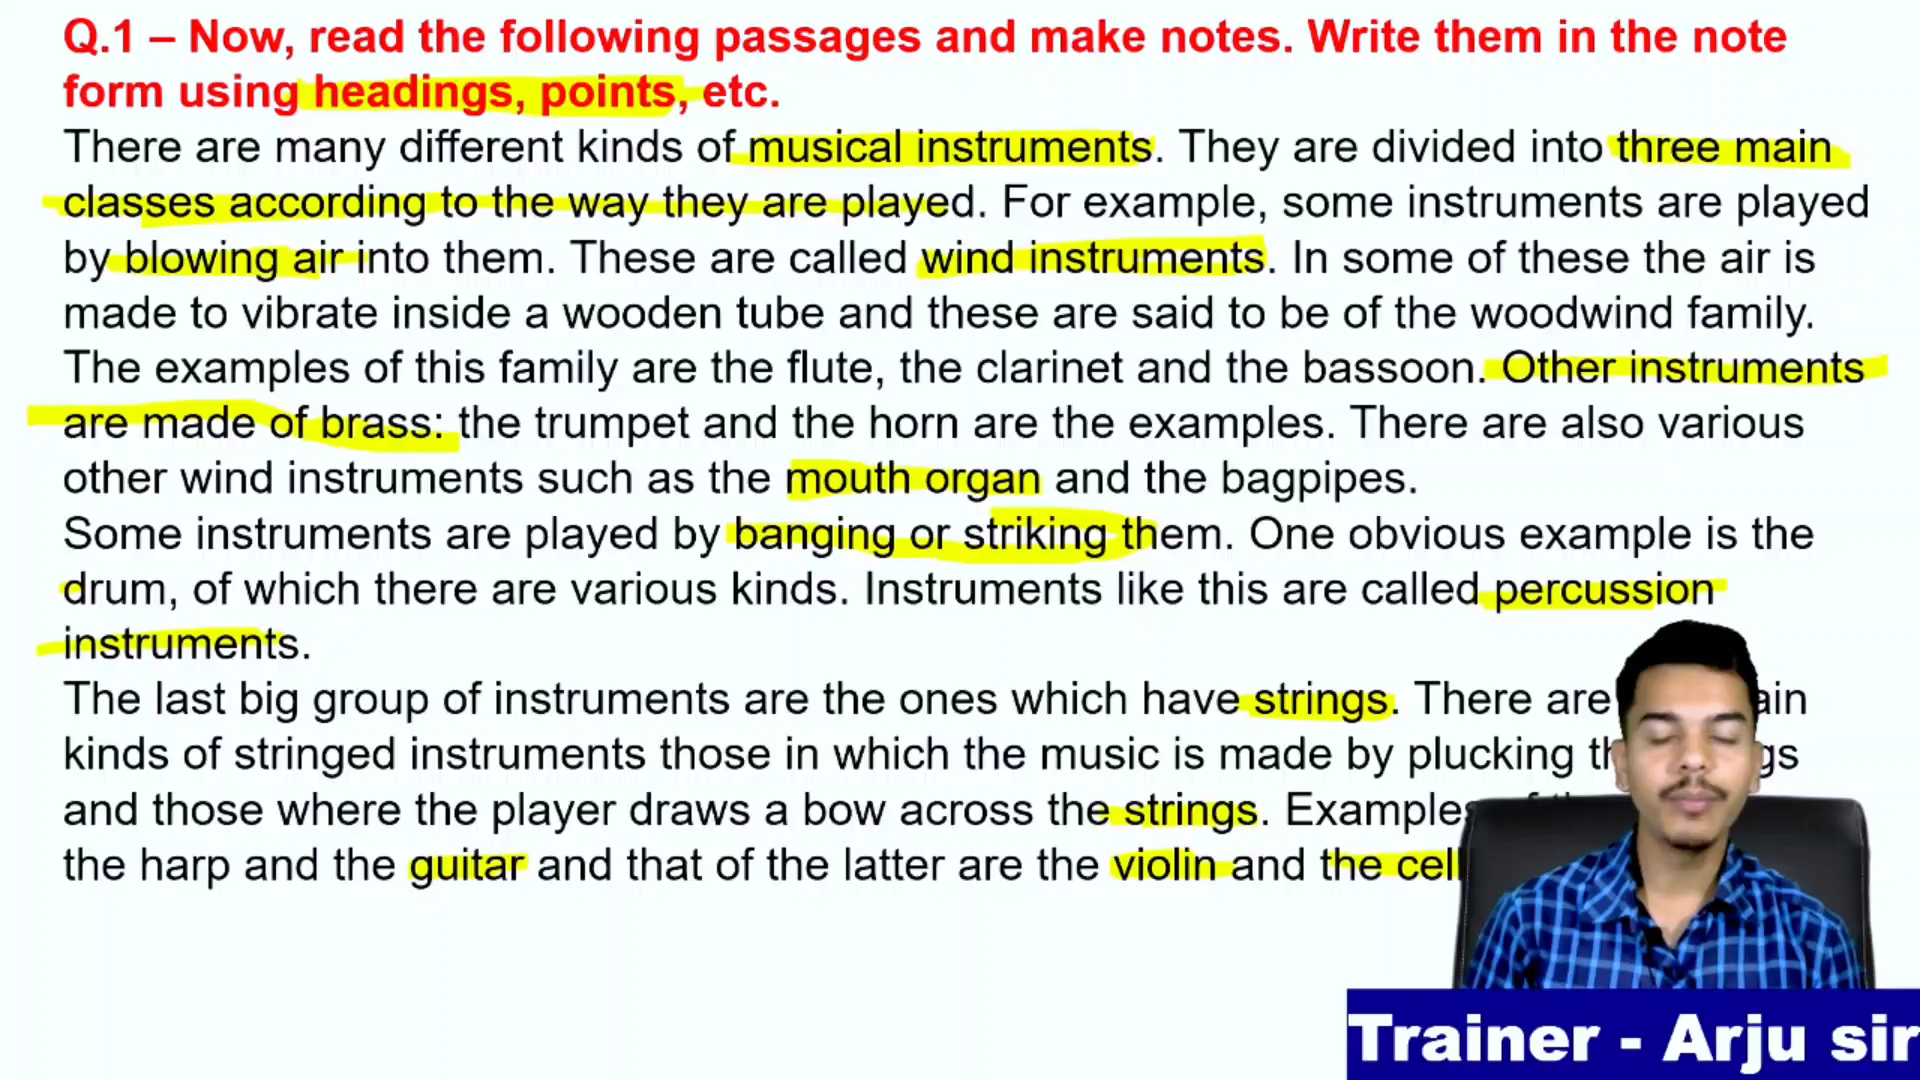 Q.1 – Now, read the following passages and make notes. Write them in the note
form using headings, points, etc.
There are many different kinds of musical instruments. They are divided into three main
classes according to the way they are played. For example, some instruments are played
by blowing air into them. These are called wind instruments. In some of these the air is
made to vibrate inside a wooden tube and these are said to be of the woodwind family.
The examples of this family are the flute, the clarinet and the bassoon. Other instruments
are made of brass: the trumpet and the horn are the examples. There are also various
other wind instruments such as the mouth organ and the bagpipes.
Some instruments are played by banging or striking them. One obvious example is the
drum, of which there are various kinds. Instruments like this are called percussion
instruments.
The last big group of instruments are the ones which have strings. There are
kinds of stringed instruments those in which the music is made by plucking
and those where the player draws a bow across the strings. Examples
the harp and the guitar and that of the latter are the violin and the
Trainer - Arju sir